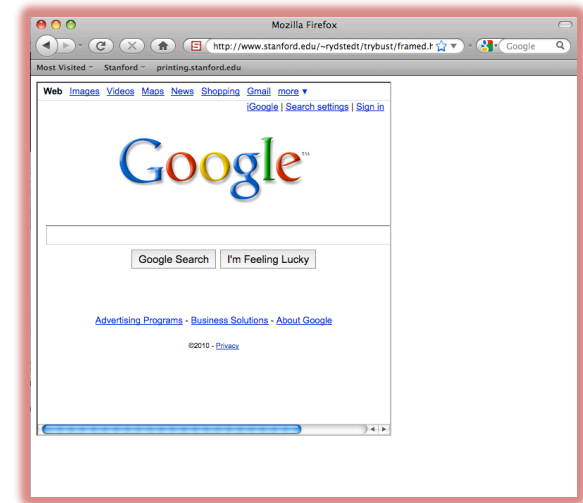 Mozilla Firefox
http://www.stanford.edu/~rydstedt/trybust/framed.h
Google
Most Visited Stanford printing.stanford.edu
Web Images Videos Maps News Shopping Gmail more ▼
iGoogle | Search settings | Sign in
Google™
Google Search I'm Feeling Lucky
Advertising Programs - Business Solutions - About Google
©2010 - Privacy